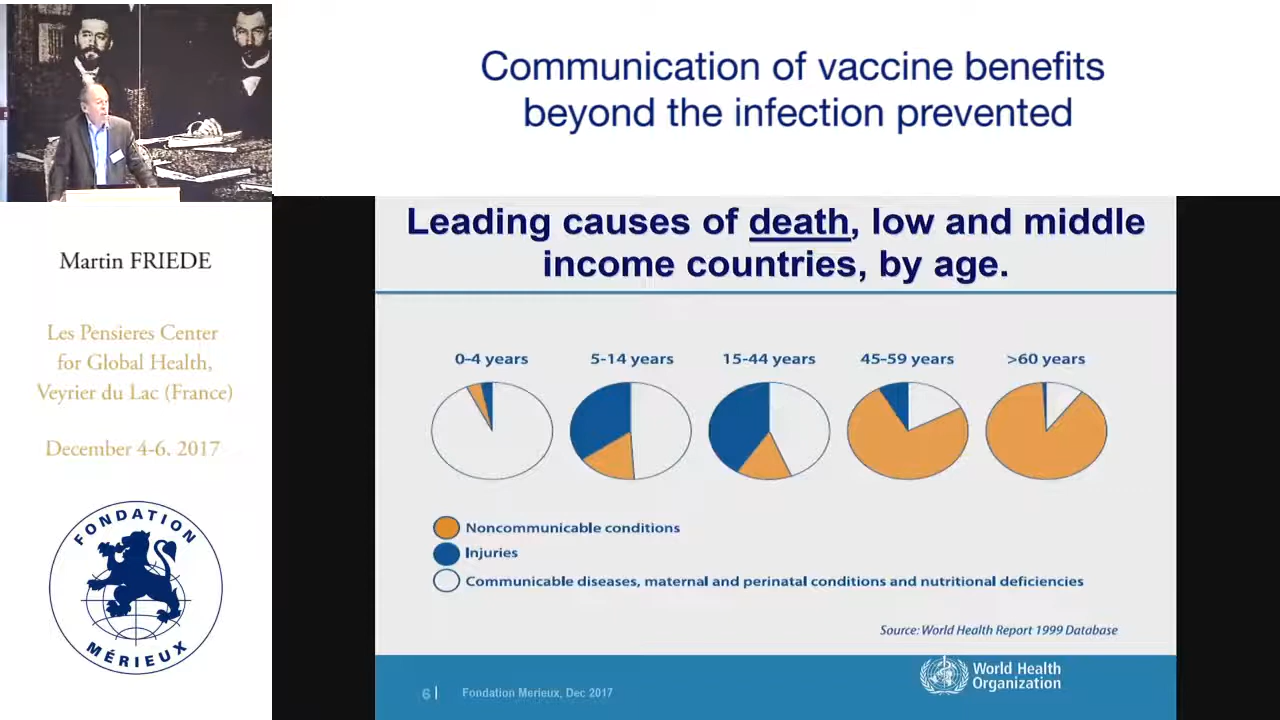 Communication of vaccine benefits
beyond the infection prevented
Martin FRIEDE
Les Pensieres Center
for Global Health,
Veyrier du Lac (France)
December 4-6. 2017
FONDATION
MÉRIEUX
Leading causes of death, low and middle
income countries, by age.
0-4 years
5-14 years
15-44 years
45-59 years
>60 years
Noncommunicable conditions
Injuries
Communicable diseases, maternal and perinatal conditions and nutritional deficiencies
Source: World Health Report 1999 Database
6 | Fondation Merieux, Dec 2017
World Health
Organization